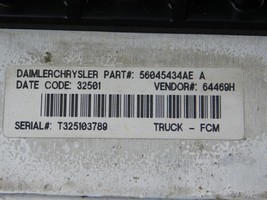 DAIMLERCHRYSLER PART#: 56045434AE A
DATE CODE: 32501 VENDOR#: 64469H
SERIAL#: T325103789 TRUCK - FCM